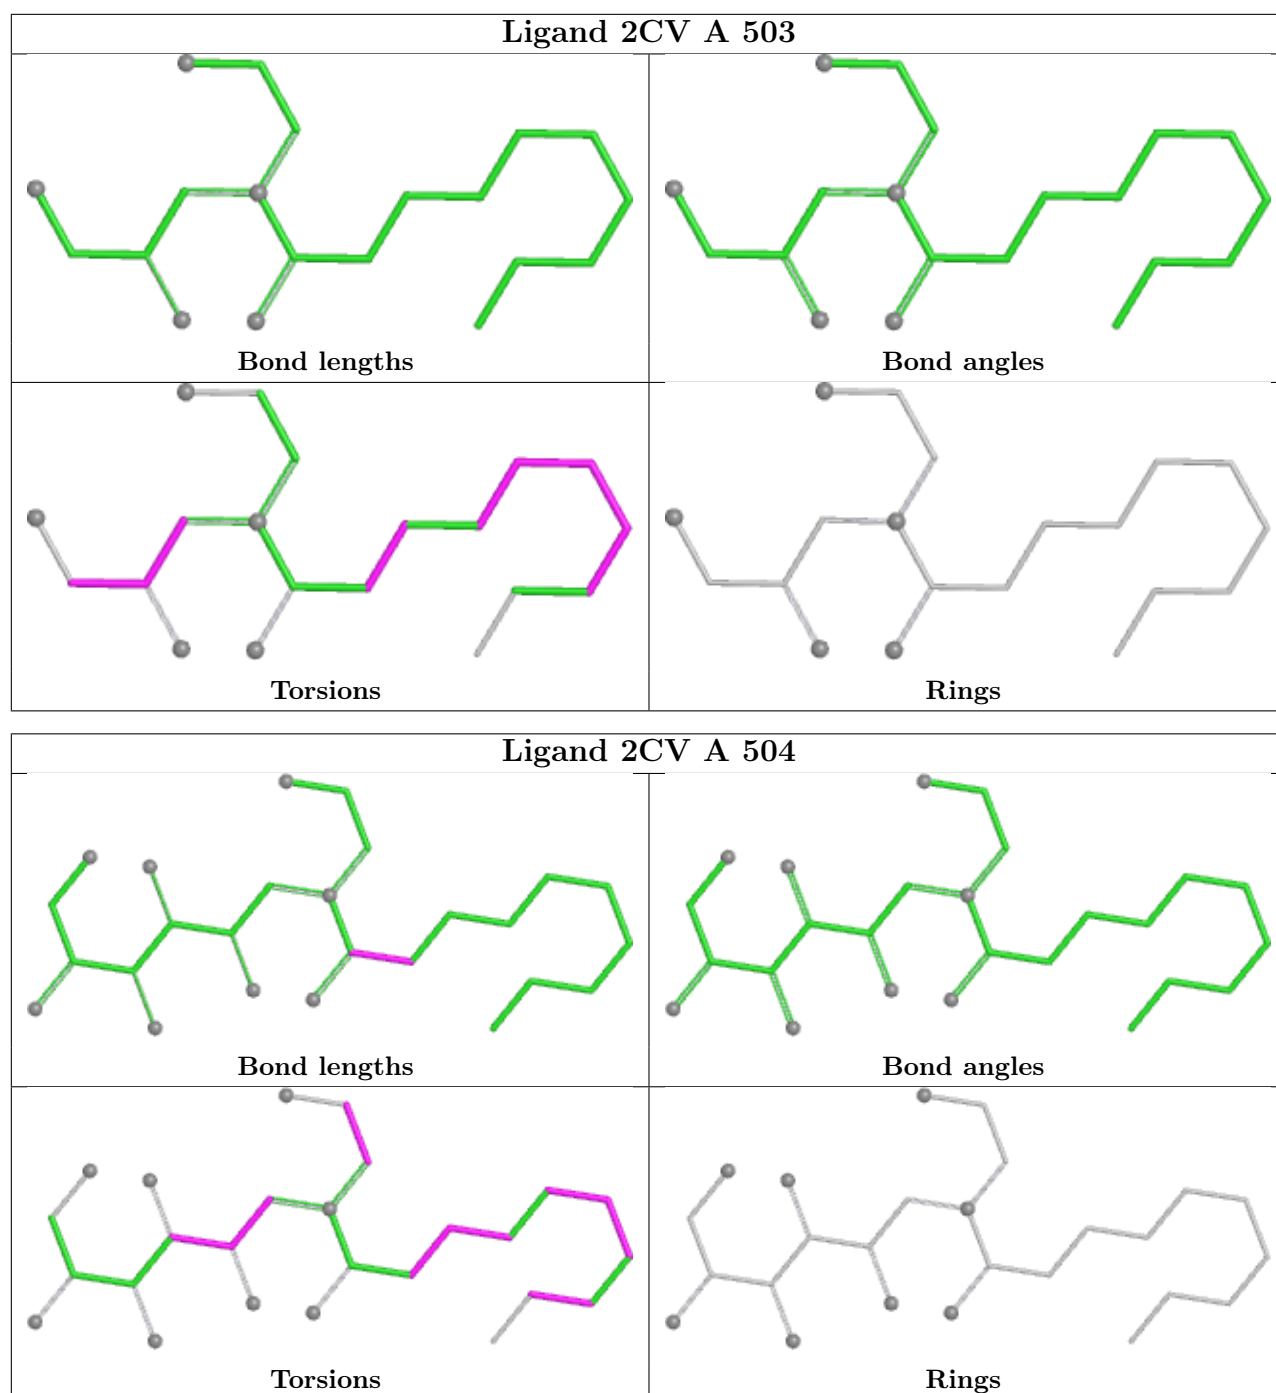 Ligand 2CV A 503
Bond lengths
Bond angles
Torsions
Rings
Ligand 2CV A 504
Bond lengths
Bond angles
Torsions
Rings